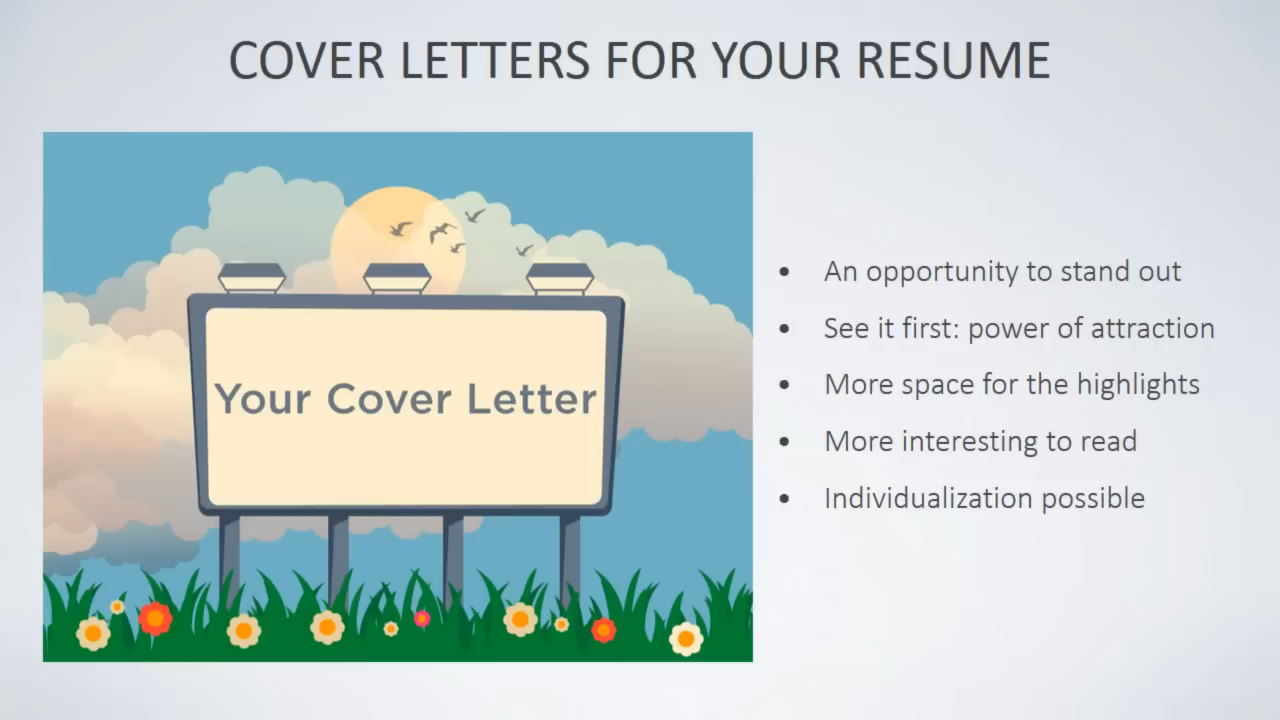 COVER LETTERS FOR YOUR RESUME
Your Cover Letter
• An opportunity to stand out
• See it first: power of attraction
• More space for the highlights
• More interesting to read
• Individualization possible